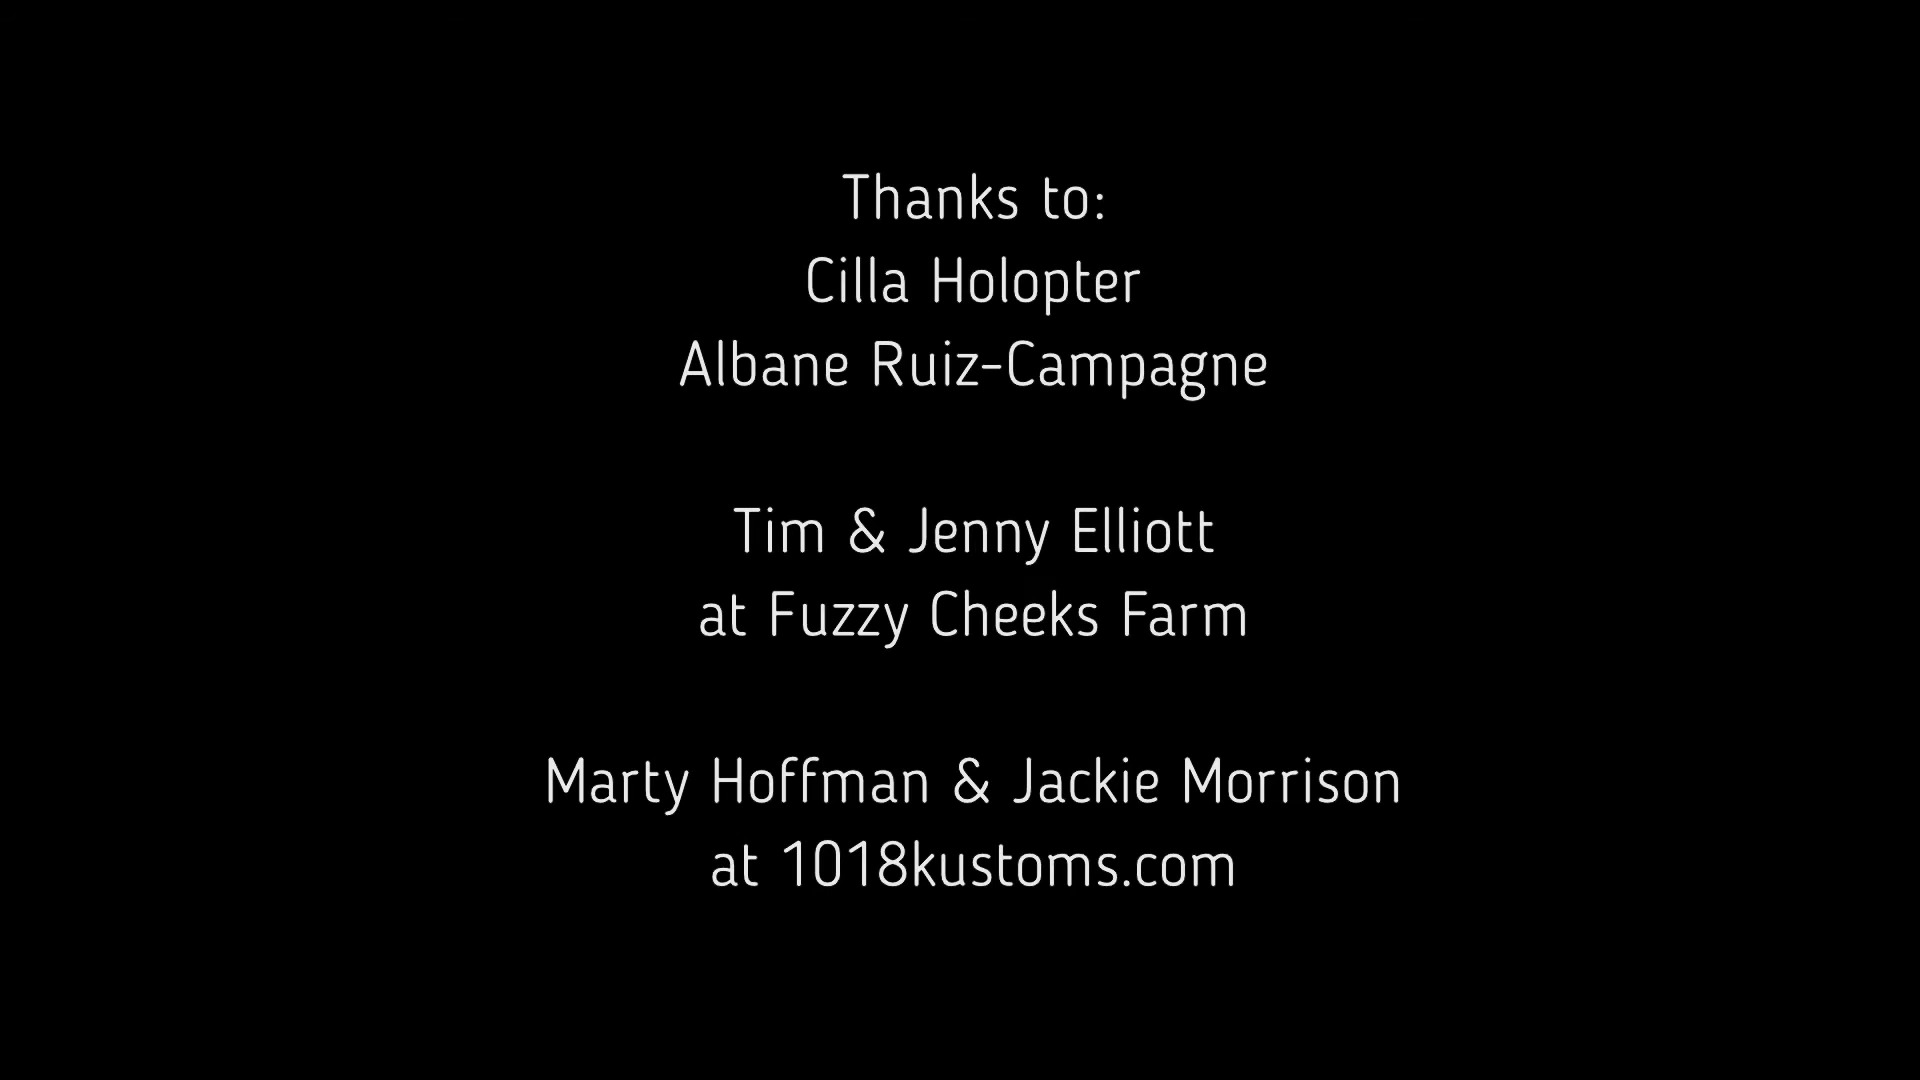 Thanks to:
Cilla Holopter
Albane Ruiz-Campagne
Tim & Jenny Elliott
at Fuzzy Cheeks Farm
Marty Hoffman & Jackie Morrison
at 1018kustoms.com